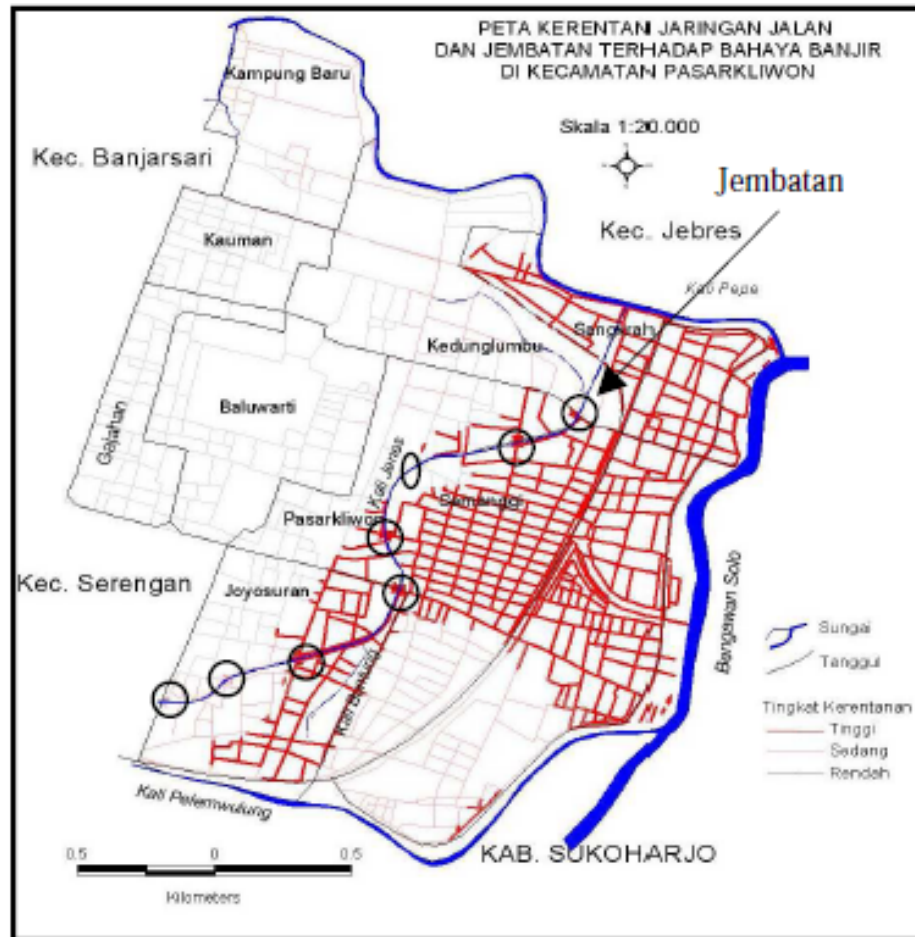 PETA KERENTAN JARINGAN JALAN
DAN JEMBATAN TERHADAP BAHAYA BANJIR
DI KECAMATAN PASARKLIWON
Skala 1:20.000
Kampung Baru
Kec. Banjarsari
Jembatan
Kec. Jebres
Kauman
Kali Pepe
Sangkrah
Kedunglumbu
Baluwarti
Gajahan
Kali Jenes
Semanggi
Pasarkliwon
Kec. Serengan
Joyosuran
Bengawan Solo
Sungai
Tanggul
Tingkat Kerentanan
Tinggi
Sedang
Rendah
Kali Pelemwulung
KAB. SUKOHARJO
0.5 0 0.5
Kilometers